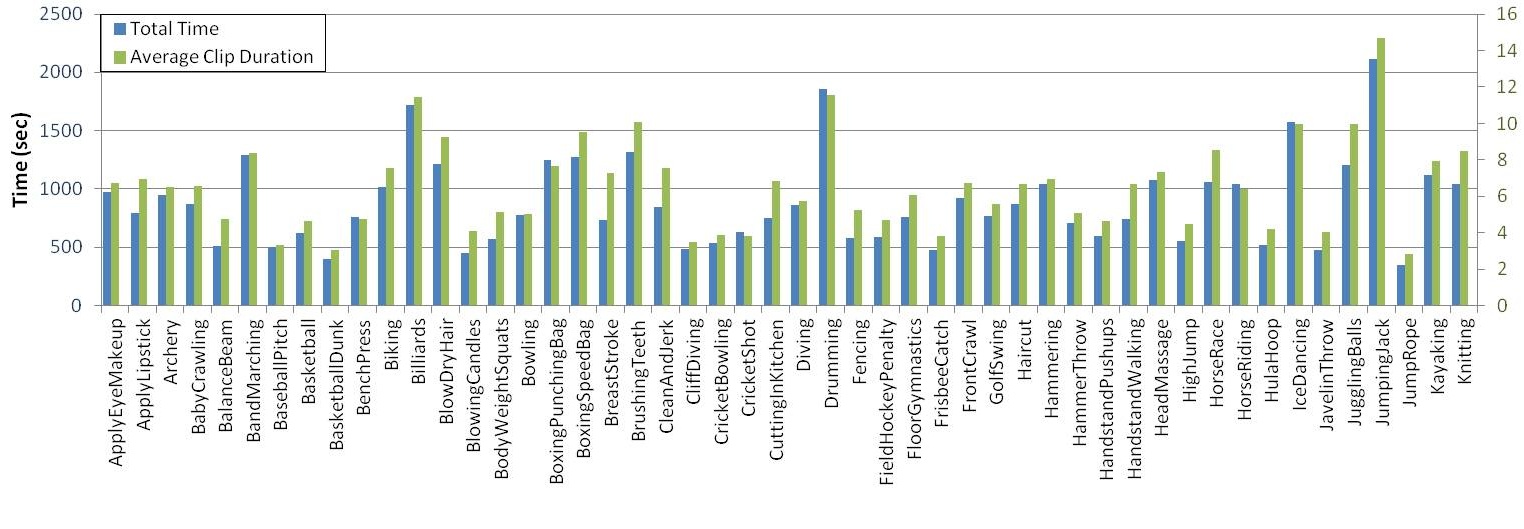 2500
2000
1500
1000
500
0
Time (sec)
Total Time
Average Clip Duration
16
14
12
10
8
6
4
2
0
ApplyEyeMakeup
ApplyLipstick
Archery
BabyCrawling
BalanceBeam
BandMarching
BaseballPitch
Basketball
BasketballDunk
BenchPress
Biking
Billiards
BlowDryHair
BlowingCandles
BodyWeightSquats
Bowling
BoxingPunchingBag
BoxingSpeedBag
BreastStroke
BrushingTeeth
CleanAndJerk
CliffDiving
CricketBowling
CricketShot
CuttingInKitchen
Diving
Drumming
Fencing
FieldHockeyPenalty
FloorGymnastics
FrisbeeCatch
FrontCrawl
GolfSwing
Haircut
Hammering
HammerThrow
HandstandPushups
HandstandWalking
HeadMassage
HighJump
HorseRace
HorseRiding
HulaHoop
IceDancing
JavelinThrow
JugglingBalls
JumpingJack
JumpRope
Kayaking
Knitting